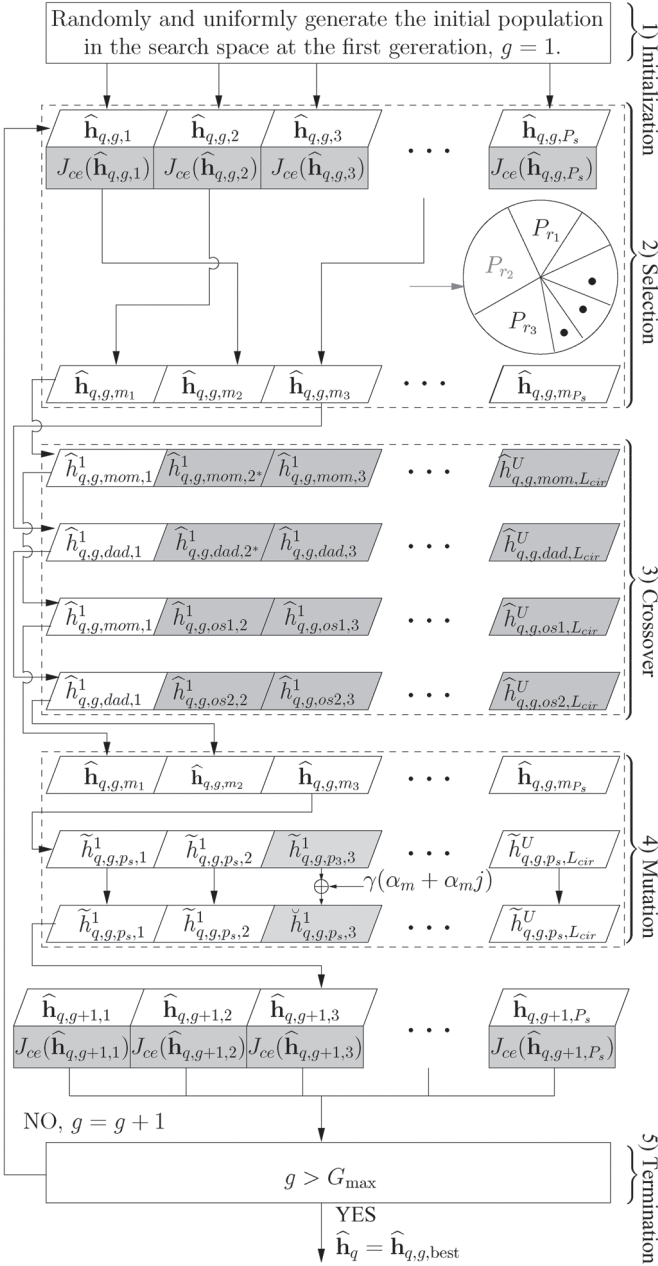 Randomly and uniformly generate the initial population
in the search space at the first gereration, g = 1.
1) Initialization
ĥ_{q,g,1} ĥ_{q,g,2} ĥ_{q,g,3} • • • ĥ_{q,g,P_s}
J_{ce}(ĥ_{q,g,1}) J_{ce}(ĥ_{q,g,2}) J_{ce}(ĥ_{q,g,3}) J_{ce}(ĥ_{q,g,P_s})
P_{r_1}
P_{r_2}
P_{r_3}
2) Selection
ĥ_{q,g,m_1} ĥ_{q,g,m_2} ĥ_{q,g,m_3} • • • ĥ_{q,g,m_{P_s}}
ĥ^1_{q,g,mom,1} ĥ^1_{q,g,mom,2*} ĥ^1_{q,g,mom,3} • • • ĥ^U_{q,g,mom,L_{cir}}
ĥ^1_{q,g,dad,1} ĥ^1_{q,g,dad,2*} ĥ^1_{q,g,dad,3} • • • ĥ^U_{q,g,dad,L_{cir}}
3) Crossover
ĥ^1_{q,g,mom,1} ĥ^1_{q,g,os1,2} ĥ^1_{q,g,os1,3} • • • ĥ^U_{q,g,os1,L_{cir}}
ĥ^1_{q,g,dad,1} ĥ^1_{q,g,os2,2} ĥ^1_{q,g,os2,3} • • • ĥ^U_{q,g,os2,L_{cir}}
ĥ_{q,g,m_1} ĥ_{q,g,m_2} ĥ_{q,g,m_3} • • • ĥ_{q,g,m_{P_s}}
h̃^1_{q,g,p_s,1} h̃^1_{q,g,p_s,2} h̃^1_{q,g,p_3,3} • • • h̃^U_{q,g,p_s,L_{cir}}
4) Mutation
γ(α_m + α_m j)
h̃^1_{q,g,p_s,1} h̃^1_{q,g,p_s,2} h̆^1_{q,g,p_s,3} • • • h̃^U_{q,g,p_s,L_{cir}}
ĥ_{q,g+1,1} ĥ_{q,g+1,2} ĥ_{q,g+1,3} • • • ĥ_{q,g+1,P_s}
J_{ce}(ĥ_{q,g+1,1}) J_{ce}(ĥ_{q,g+1,2}) J_{ce}(ĥ_{q,g+1,3}) J_{ce}(ĥ_{q,g+1,P_s})
NO, g = g + 1
g > G_{max}
5) Termination
YES
ĥ_q = ĥ_{q,g,best}